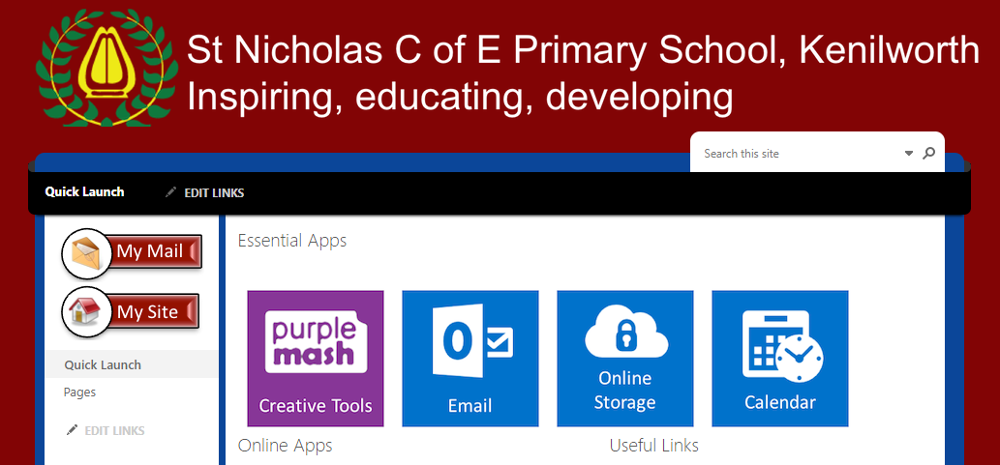 St Nicholas C of E Primary School, Kenilworth
Inspiring, educating, developing
Search this site
Quick Launch
EDIT LINKS
My Mail
My Site
Quick Launch
Pages
EDIT LINKS
Essential Apps
purple
mash
Creative Tools
Email
Online
Storage
Calendar
Online Apps
Useful Links